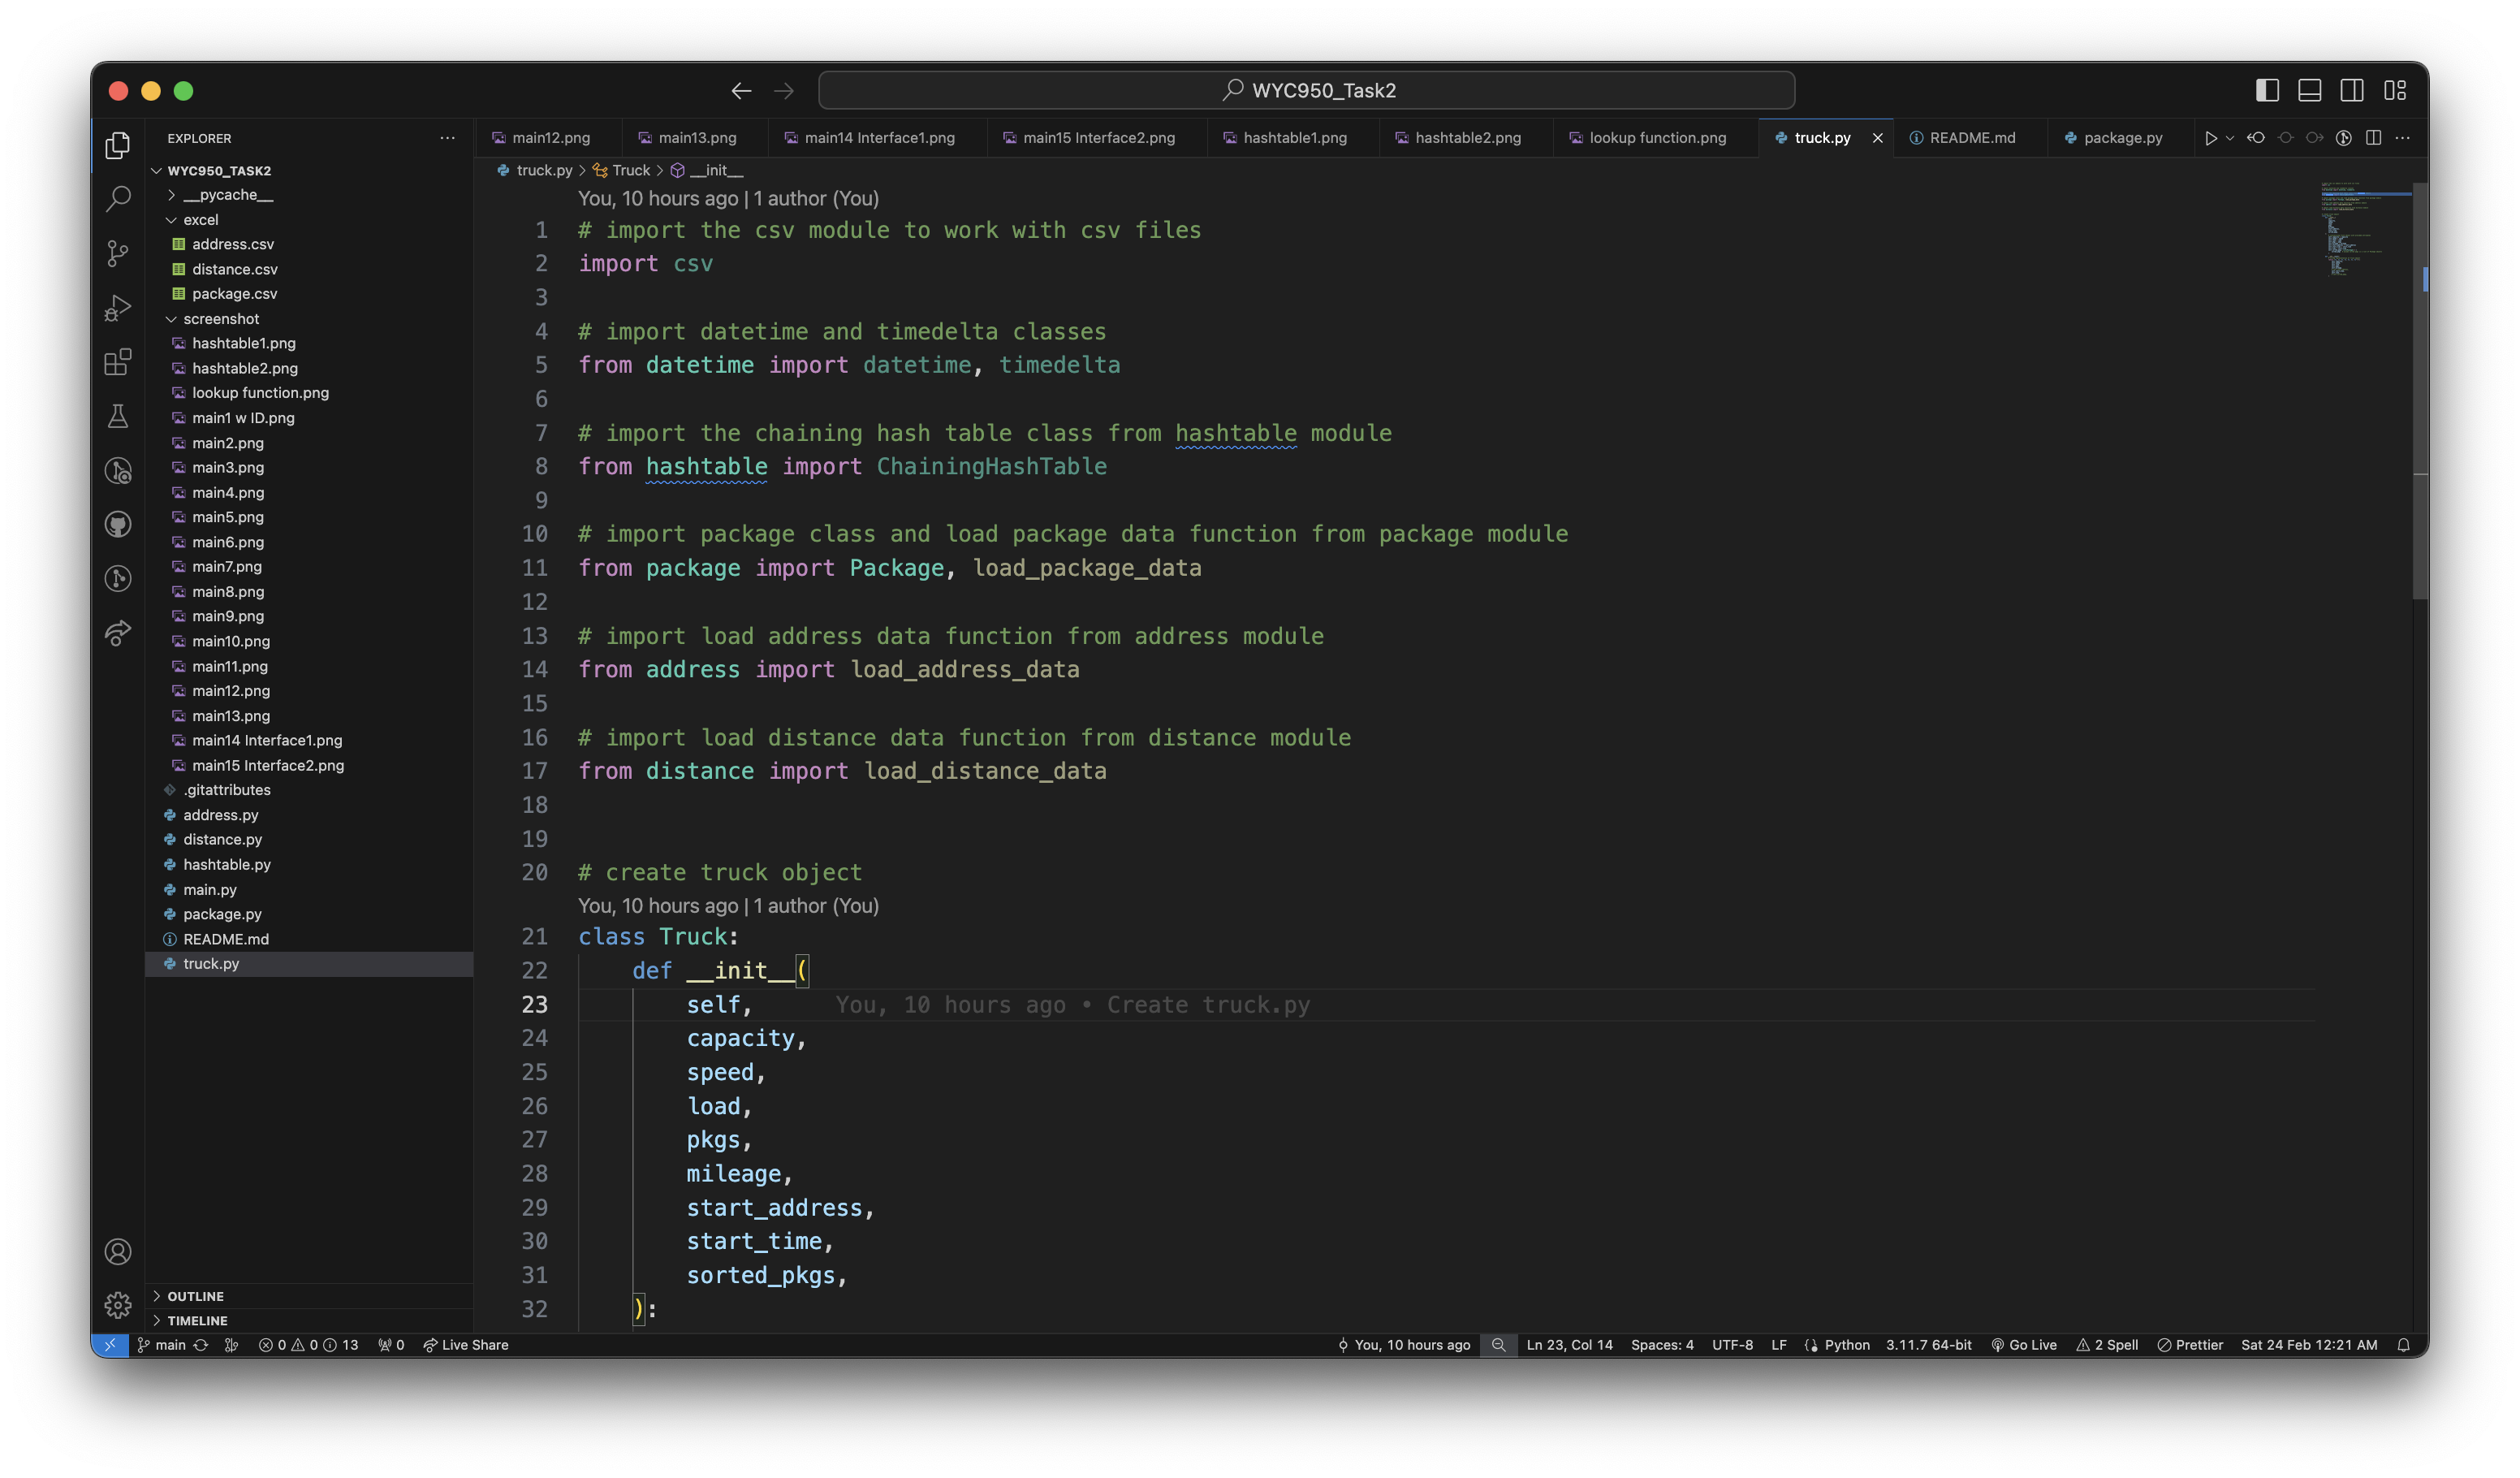 WYC950_Task2
EXPLORER
WYC950_TASK2
__pycache__
excel
address.csv
distance.csv
package.csv
screenshot
hashtable1.png
hashtable2.png
lookup function.png
main1 w ID.png
main2.png
main3.png
main4.png
main5.png
main6.png
main7.png
main8.png
main9.png
main10.png
main11.png
main12.png
main13.png
main14 Interface1.png
main15 Interface2.png
.gitattributes
address.py
distance.py
hashtable.py
main.py
package.py
README.md
truck.py
OUTLINE
TIMELINE
main12.png main13.png main14 Interface1.png main15 Interface2.png hashtable1.png hashtable2.png lookup function.png truck.py README.md package.py
truck.py > Truck > __init__
You, 10 hours ago | 1 author (You)
1 # import the csv module to work with csv files
2 import csv
3
4 # import datetime and timedelta classes
5 from datetime import datetime, timedelta
6
7 # import the chaining hash table class from hashtable module
8 from hashtable import ChainingHashTable
9
10 # import package class and load package data function from package module
11 from package import Package, load_package_data
12
13 # import load address data function from address module
14 from address import load_address_data
15
16 # import load distance data function from distance module
17 from distance import load_distance_data
18
19
20 # create truck object
You, 10 hours ago | 1 author (You)
21 class Truck:
22 def __init__(
23 self, You, 10 hours ago • Create truck.py
24 capacity,
25 speed,
26 load,
27 pkgs,
28 mileage,
29 start_address,
30 start_time,
31 sorted_pkgs,
32 ):
main 0 0 13 0 Live Share You, 10 hours ago Ln 23, Col 14 Spaces: 4 UTF-8 LF Python 3.11.7 64-bit Go Live 2 Spell Prettier Sat 24 Feb 12:21 AM